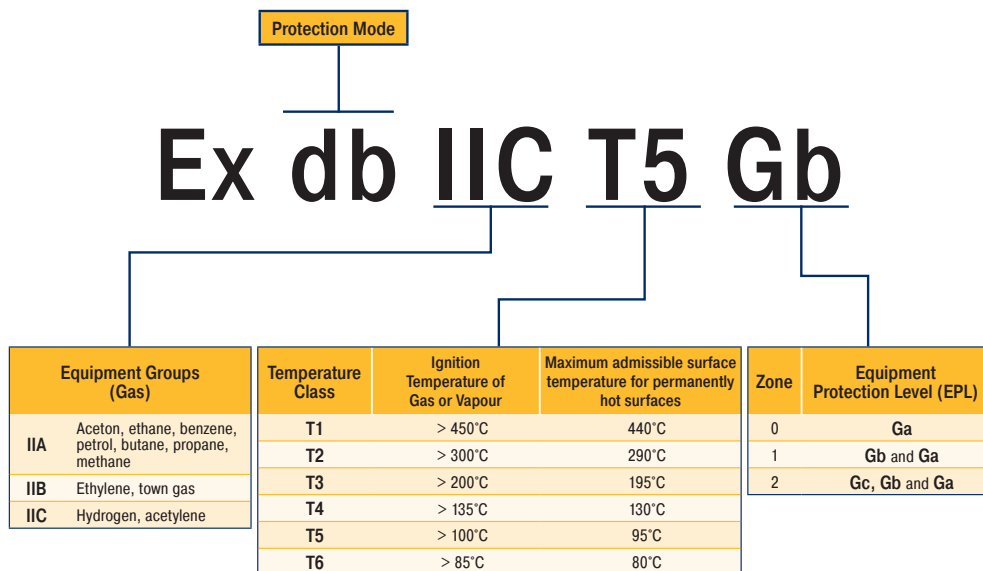 Protection Mode
Ex db IIC T5 Gb
Equipment Groups
(Gas)
IIA Aceton, ethane, benzene,
petrol, butane, propane,
methane
IIB Ethylene, town gas
IIC Hydrogen, acetylene
Temperature
Class
Ignition
Temperature of
Gas or Vapour
Maximum admissible surface
temperature for permanently
hot surfaces
T1 > 450°C 440°C
T2 > 300°C 290°C
T3 > 200°C 195°C
T4 > 135°C 130°C
T5 > 100°C 95°C
T6 > 85°C 80°C
Zone
Equipment
Protection Level (EPL)
0 Ga
1 Gb and Ga
2 Gc, Gb and Ga